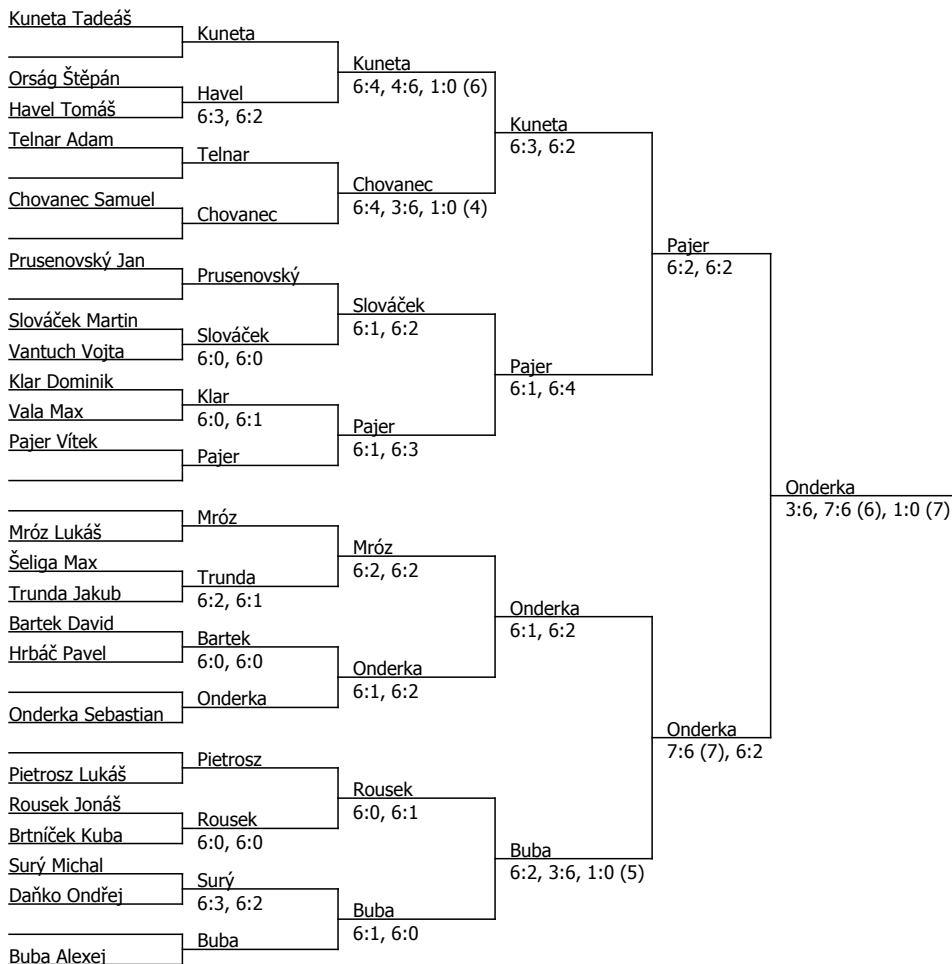 Kuneta Tadeáš
Kuneta
Orság Štěpán
Havel Tomáš
Havel
6:3, 6:2
Kuneta
6:4, 4:6, 1:0 (6)
Telnar Adam
Telnar
Chovanec Samuel
Chovanec
Chovanec
6:4, 3:6, 1:0 (4)
Kuneta
6:3, 6:2
Prusenovský Jan
Prusenovský
Slováček Martin
Vantuch Vojta
Slováček
6:0, 6:0
Slováček
6:1, 6:2
Klar Dominik
Vala Max
Klar
6:0, 6:1
Pajer Vítek
Pajer
Pajer
6:1, 6:3
Pajer
6:1, 6:4
Pajer
6:2, 6:2
Mróz Lukáš
Mróz
Šeliga Max
Trunda Jakub
Trunda
6:2, 6:1
Mróz
6:2, 6:2
Bartek David
Hrbáč Pavel
Bartek
6:0, 6:0
Onderka Sebastian
Onderka
Onderka
6:1, 6:2
Onderka
6:1, 6:2
Pietrosz Lukáš
Pietrosz
Rousek Jonáš
Brtníček Kuba
Rousek
6:0, 6:0
Rousek
6:0, 6:1
Surý Michal
Daňko Ondřej
Surý
6:3, 6:2
Buba Alexej
Buba
Buba
6:1, 6:0
Buba
6:2, 3:6, 1:0 (5)
Onderka
7:6 (7), 6:2
Onderka
3:6, 7:6 (6), 1:0 (7)